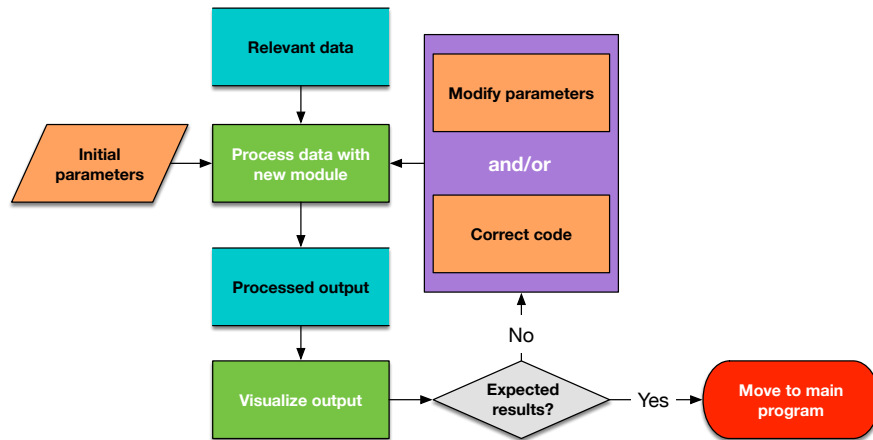 Relevant data
Modify parameters
Initial
parameters
Process data with
new module
and/or
Correct code
Processed output
No
Visualize output
Expected
results?
Yes
Move to main
program